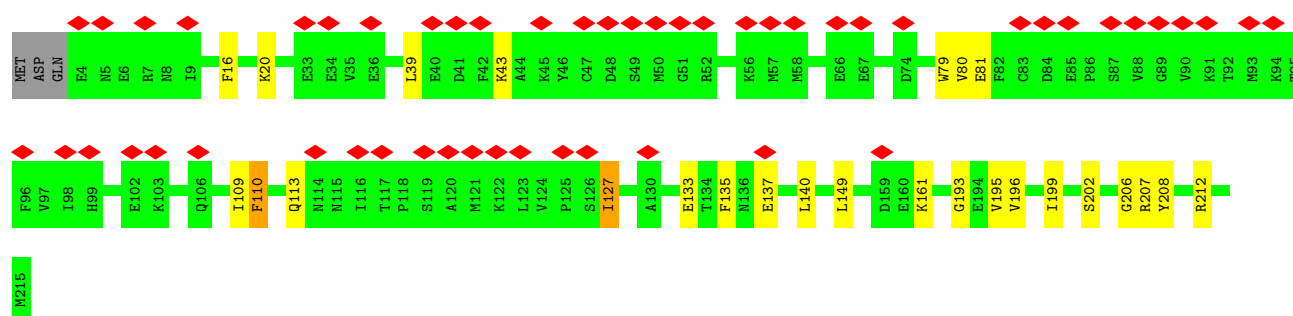 MET ASP GLN E4 N5 E6 R7 N8 I9 F16 K20 E33 E34 V35 E36 L39 E40 D41 F42 K43 A44 K45 Y46 C47 D48 S49 M50 G51 R52 K56 M57 M58 E66 E67 D74 W79 V80 E81 F82 C83 D84 E85 P86 S87 V88 G89 V90 K91 T92 M93 K94 T95
F96 V97 I98 H99 E102 K103 Q106 I109 F110 Q113 N114 N115 I116 T117 P118 S119 A120 M121 K122 L123 V124 P125 S126 I127 A130 E133 T134 F135 N136 E137 L140 L149 D159 E160 K161 G193 E194 V195 V196 I199 S202 G206 R207 Y208 R212
M215